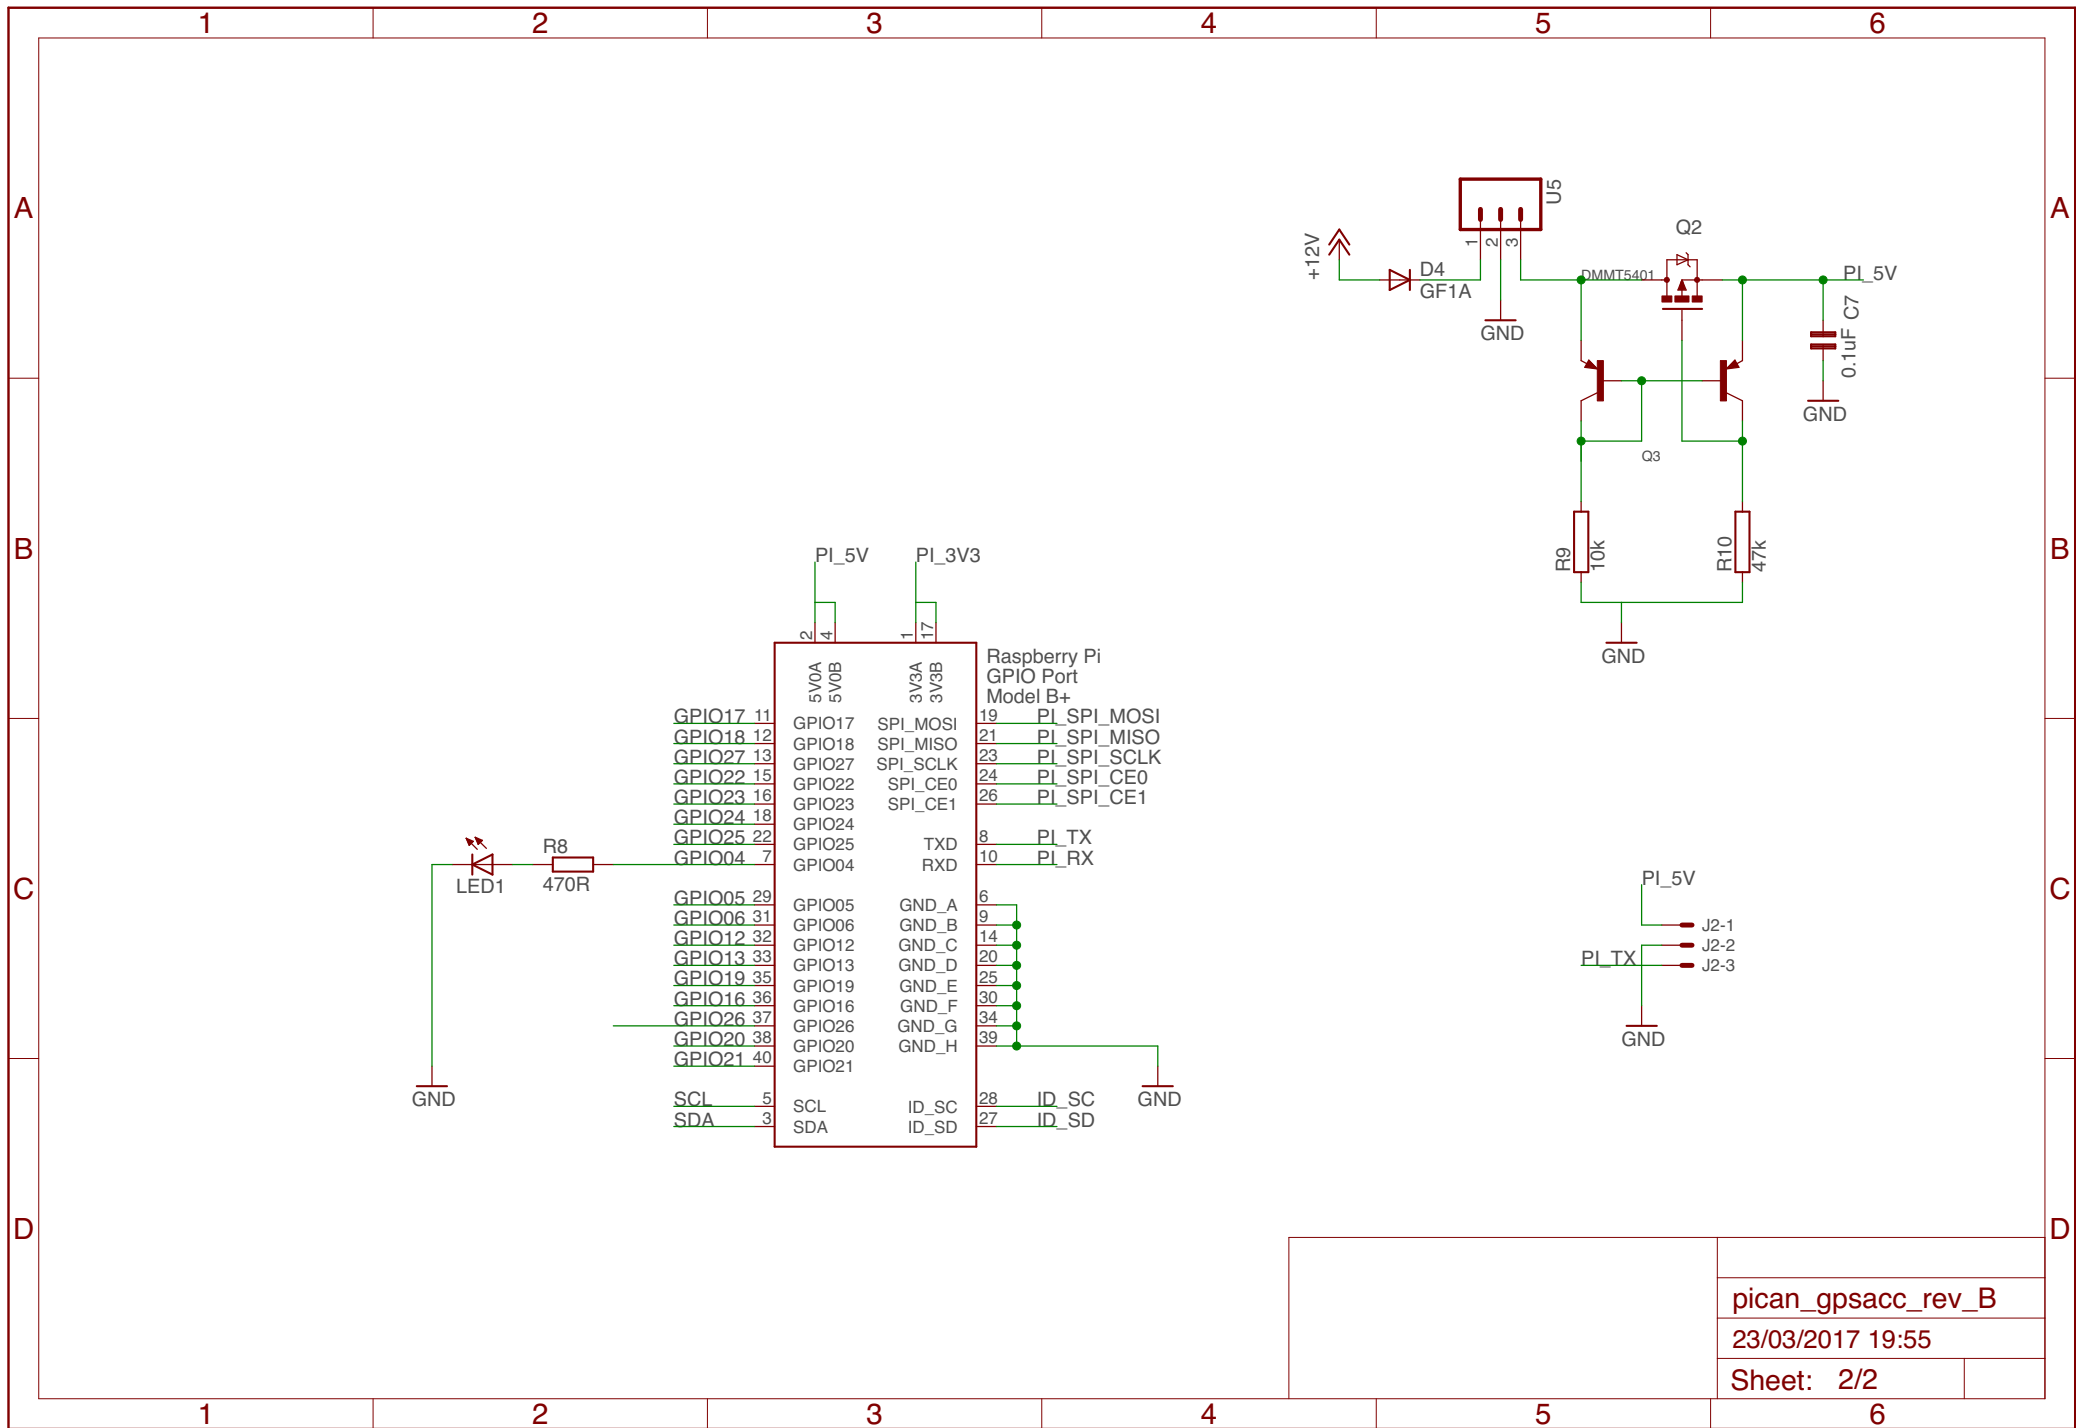 1 2 3 4 5 6
A A
U5
Q2
+12V
1 2 3
D4
GF1A
DMMT5401
PI_5V
C7
0.1uF
GND
GND
Q3
B B
R9
10k
R10
47k
GND
PI_5V PI_3V3
2 4 1 17
5V0A 5V0B 3V3A 3V3B
Raspberry Pi
GPIO Port
Model B+
GPIO17 11 GPIO17 SPI_MOSI 19 PI_SPI_MOSI
GPIO18 12 GPIO18 SPI_MISO 21 PI_SPI_MISO
GPIO27 13 GPIO27 SPI_SCLK 23 PI_SPI_SCLK
GPIO22 15 GPIO22 SPI_CE0 24 PI_SPI_CE0
GPIO23 16 GPIO23 SPI_CE1 26 PI_SPI_CE1
GPIO24 18 GPIO24
GPIO25 22 GPIO25 TXD 8 PI_TX
GPIO04 7 GPIO04 RXD 10 PI_RX
R8
470R
LED1
C C
GPIO05 29 GPIO05 GND_A 6
GPIO06 31 GPIO06 GND_B 9
GPIO12 32 GPIO12 GND_C 14
GPIO13 33 GPIO13 GND_D 20
GPIO19 35 GPIO19 GND_E 25
GPIO16 36 GPIO16 GND_F 30
GPIO26 37 GPIO26 GND_G 34
GPIO20 38 GPIO20 GND_H 39
GPIO21 40 GPIO21
GND
GND
SCL 5 SCL ID_SC 28 ID_SC
SDA 3 SDA ID_SD 27 ID_SD
PI_5V
J2-1
J2-2
PI_TX J2-3
GND
D D
pican_gpsacc_rev_B
23/03/2017 19:55
Sheet: 2/2
1 2 3 4 5 6